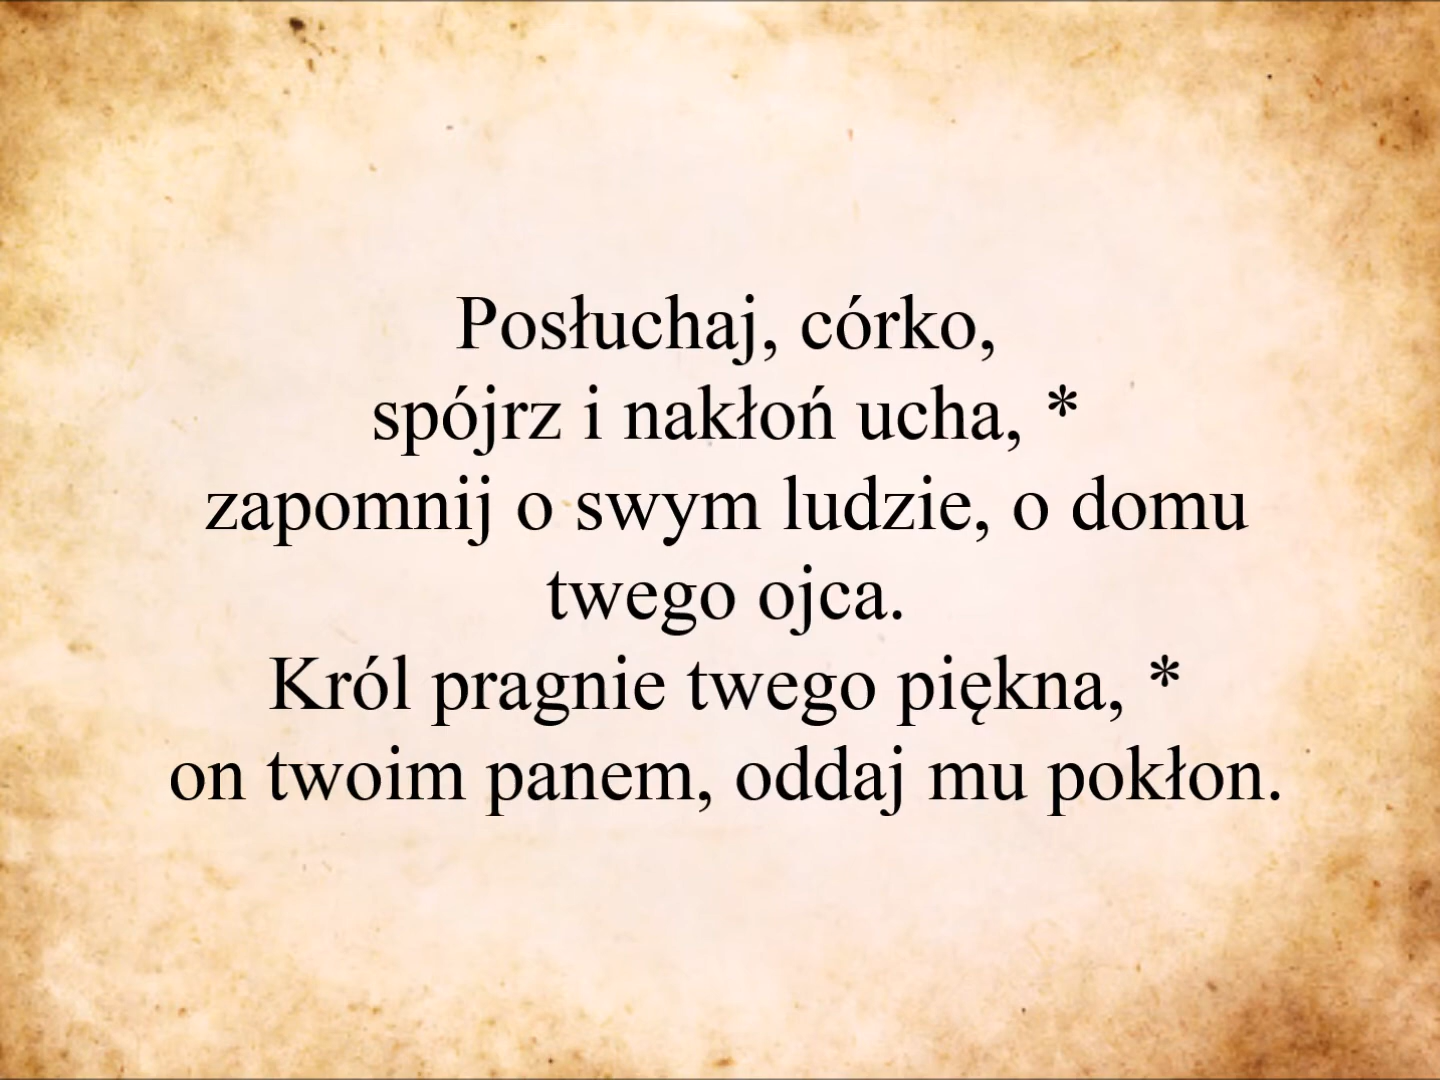 Posłuchaj, córko,
spójrz i nakłoń ucha, *
zapomnij o swym ludzie, o domu
twego ojca.
Król pragnie twego piękna, *
on twoim panem, oddaj mu pokłon.